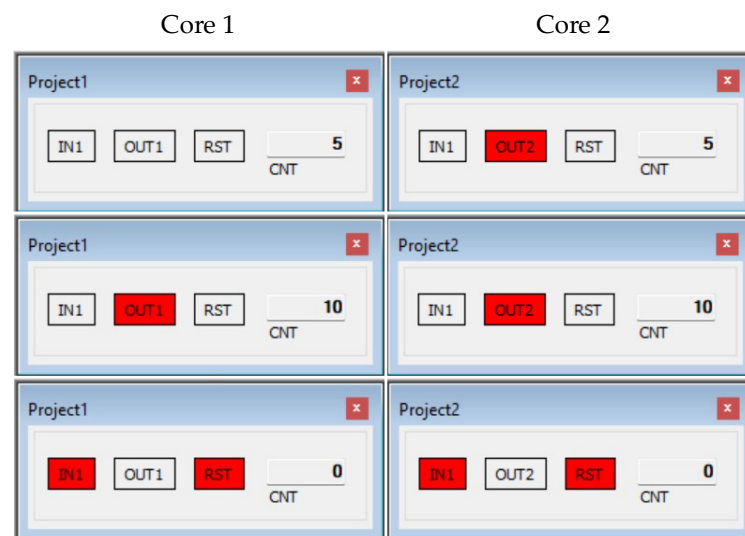 Core 1 Core 2
Project1 x Project2 x
IN1 OUT1 RST 5 IN1 OUT2 RST 5
CNT CNT
Project1 x Project2 x
IN1 OUT1 RST 10 IN1 OUT2 RST 10
CNT CNT
Project1 x Project2 x
IN1 OUT1 RST 0 IN1 OUT2 RST 0
CNT CNT